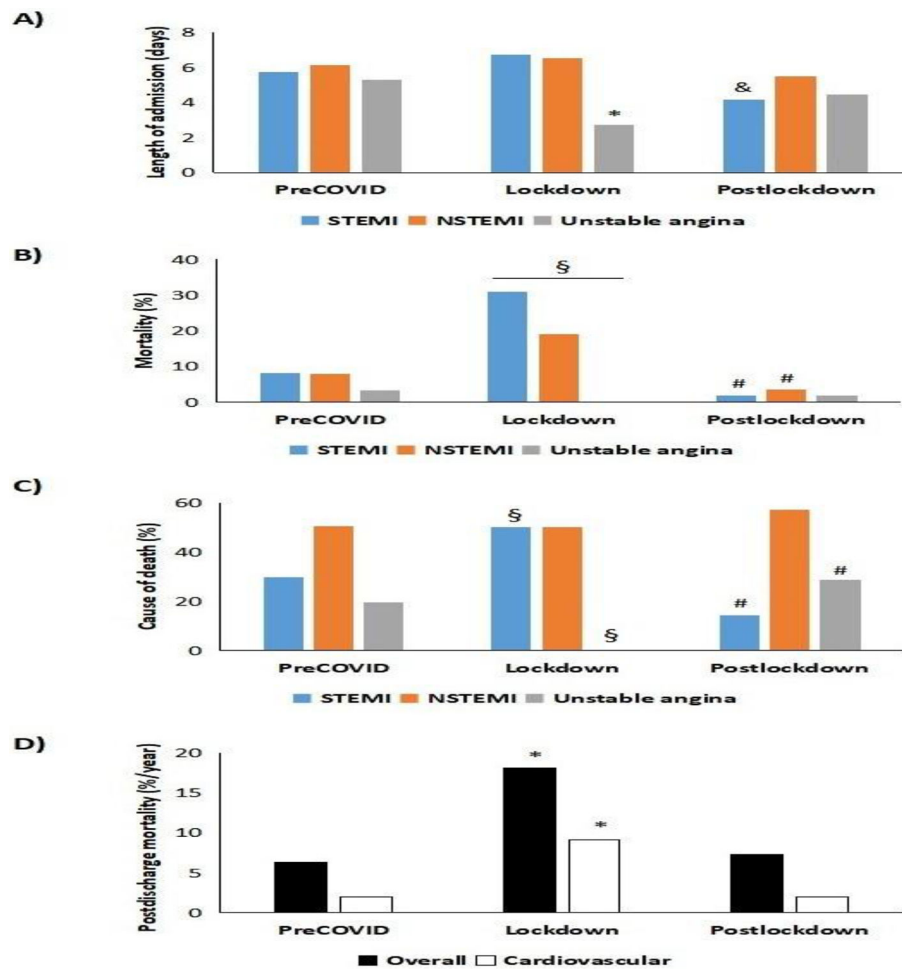 A)
Length of admission (days)
8
6
4
2
0
*
&
PreCOVID Lockdown Postlockdown
STEMI NSTEMI Unstable angina
B)
Mortality (%)
40
30
20
10
0
§
# #
PreCOVID Lockdown Postlockdown
STEMI NSTEMI Unstable angina
C)
Cause of death (%)
60
40
20
0
§
§
#
#
PreCOVID Lockdown Postlockdown
STEMI NSTEMI Unstable angina
D)
Postdischarge mortality (%/year)
20
15
10
5
0
*
*
PreCOVID Lockdown Postlockdown
Overall Cardiovascular